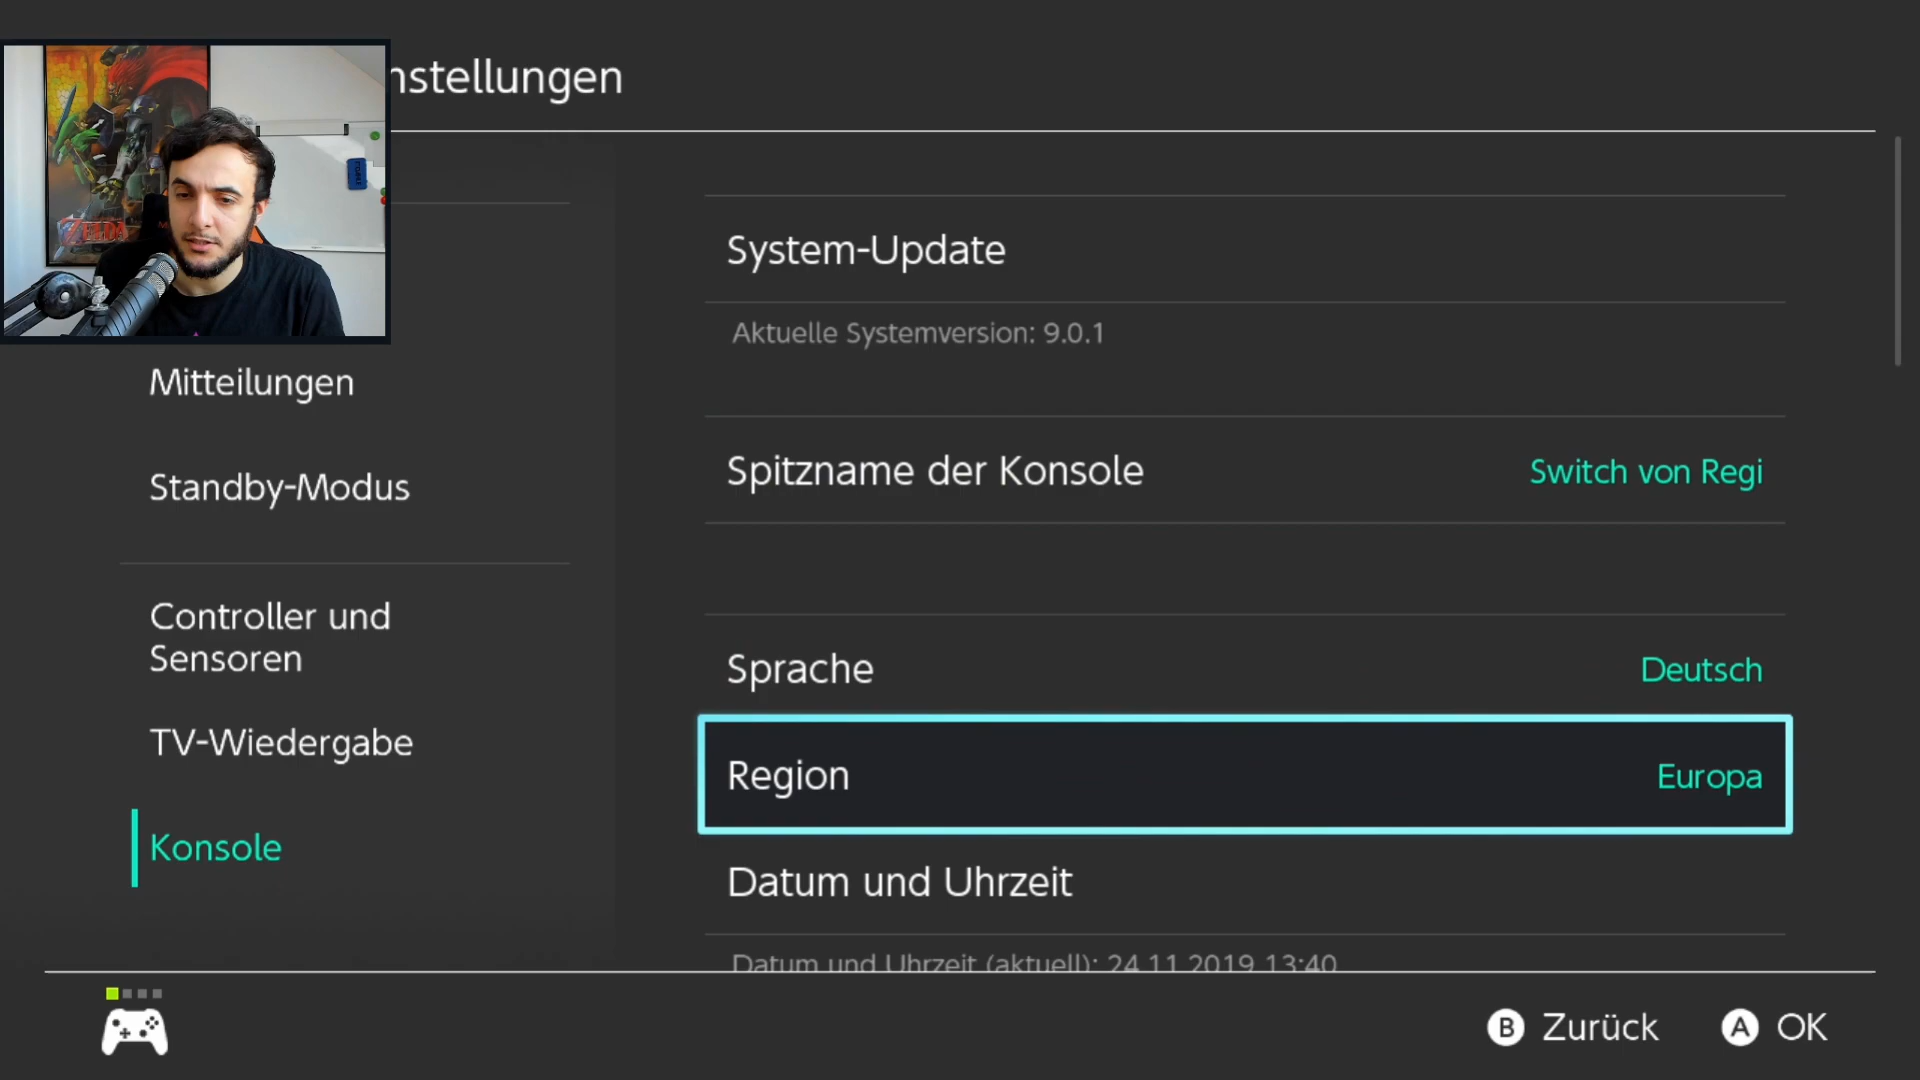 nstellungen
ZELDA
System-Update
Aktuelle Systemversion: 9.0.1
Mitteilungen
Spitzname der Konsole
Switch von Regi
Standby-Modus
Controller und
Sensoren
Sprache
Deutsch
TV-Wiedergabe
Region
Europa
Konsole
Datum und Uhrzeit
Datum und Uhrzeit (aktuell): 24.11.2019 13:40
B Zurück
A OK